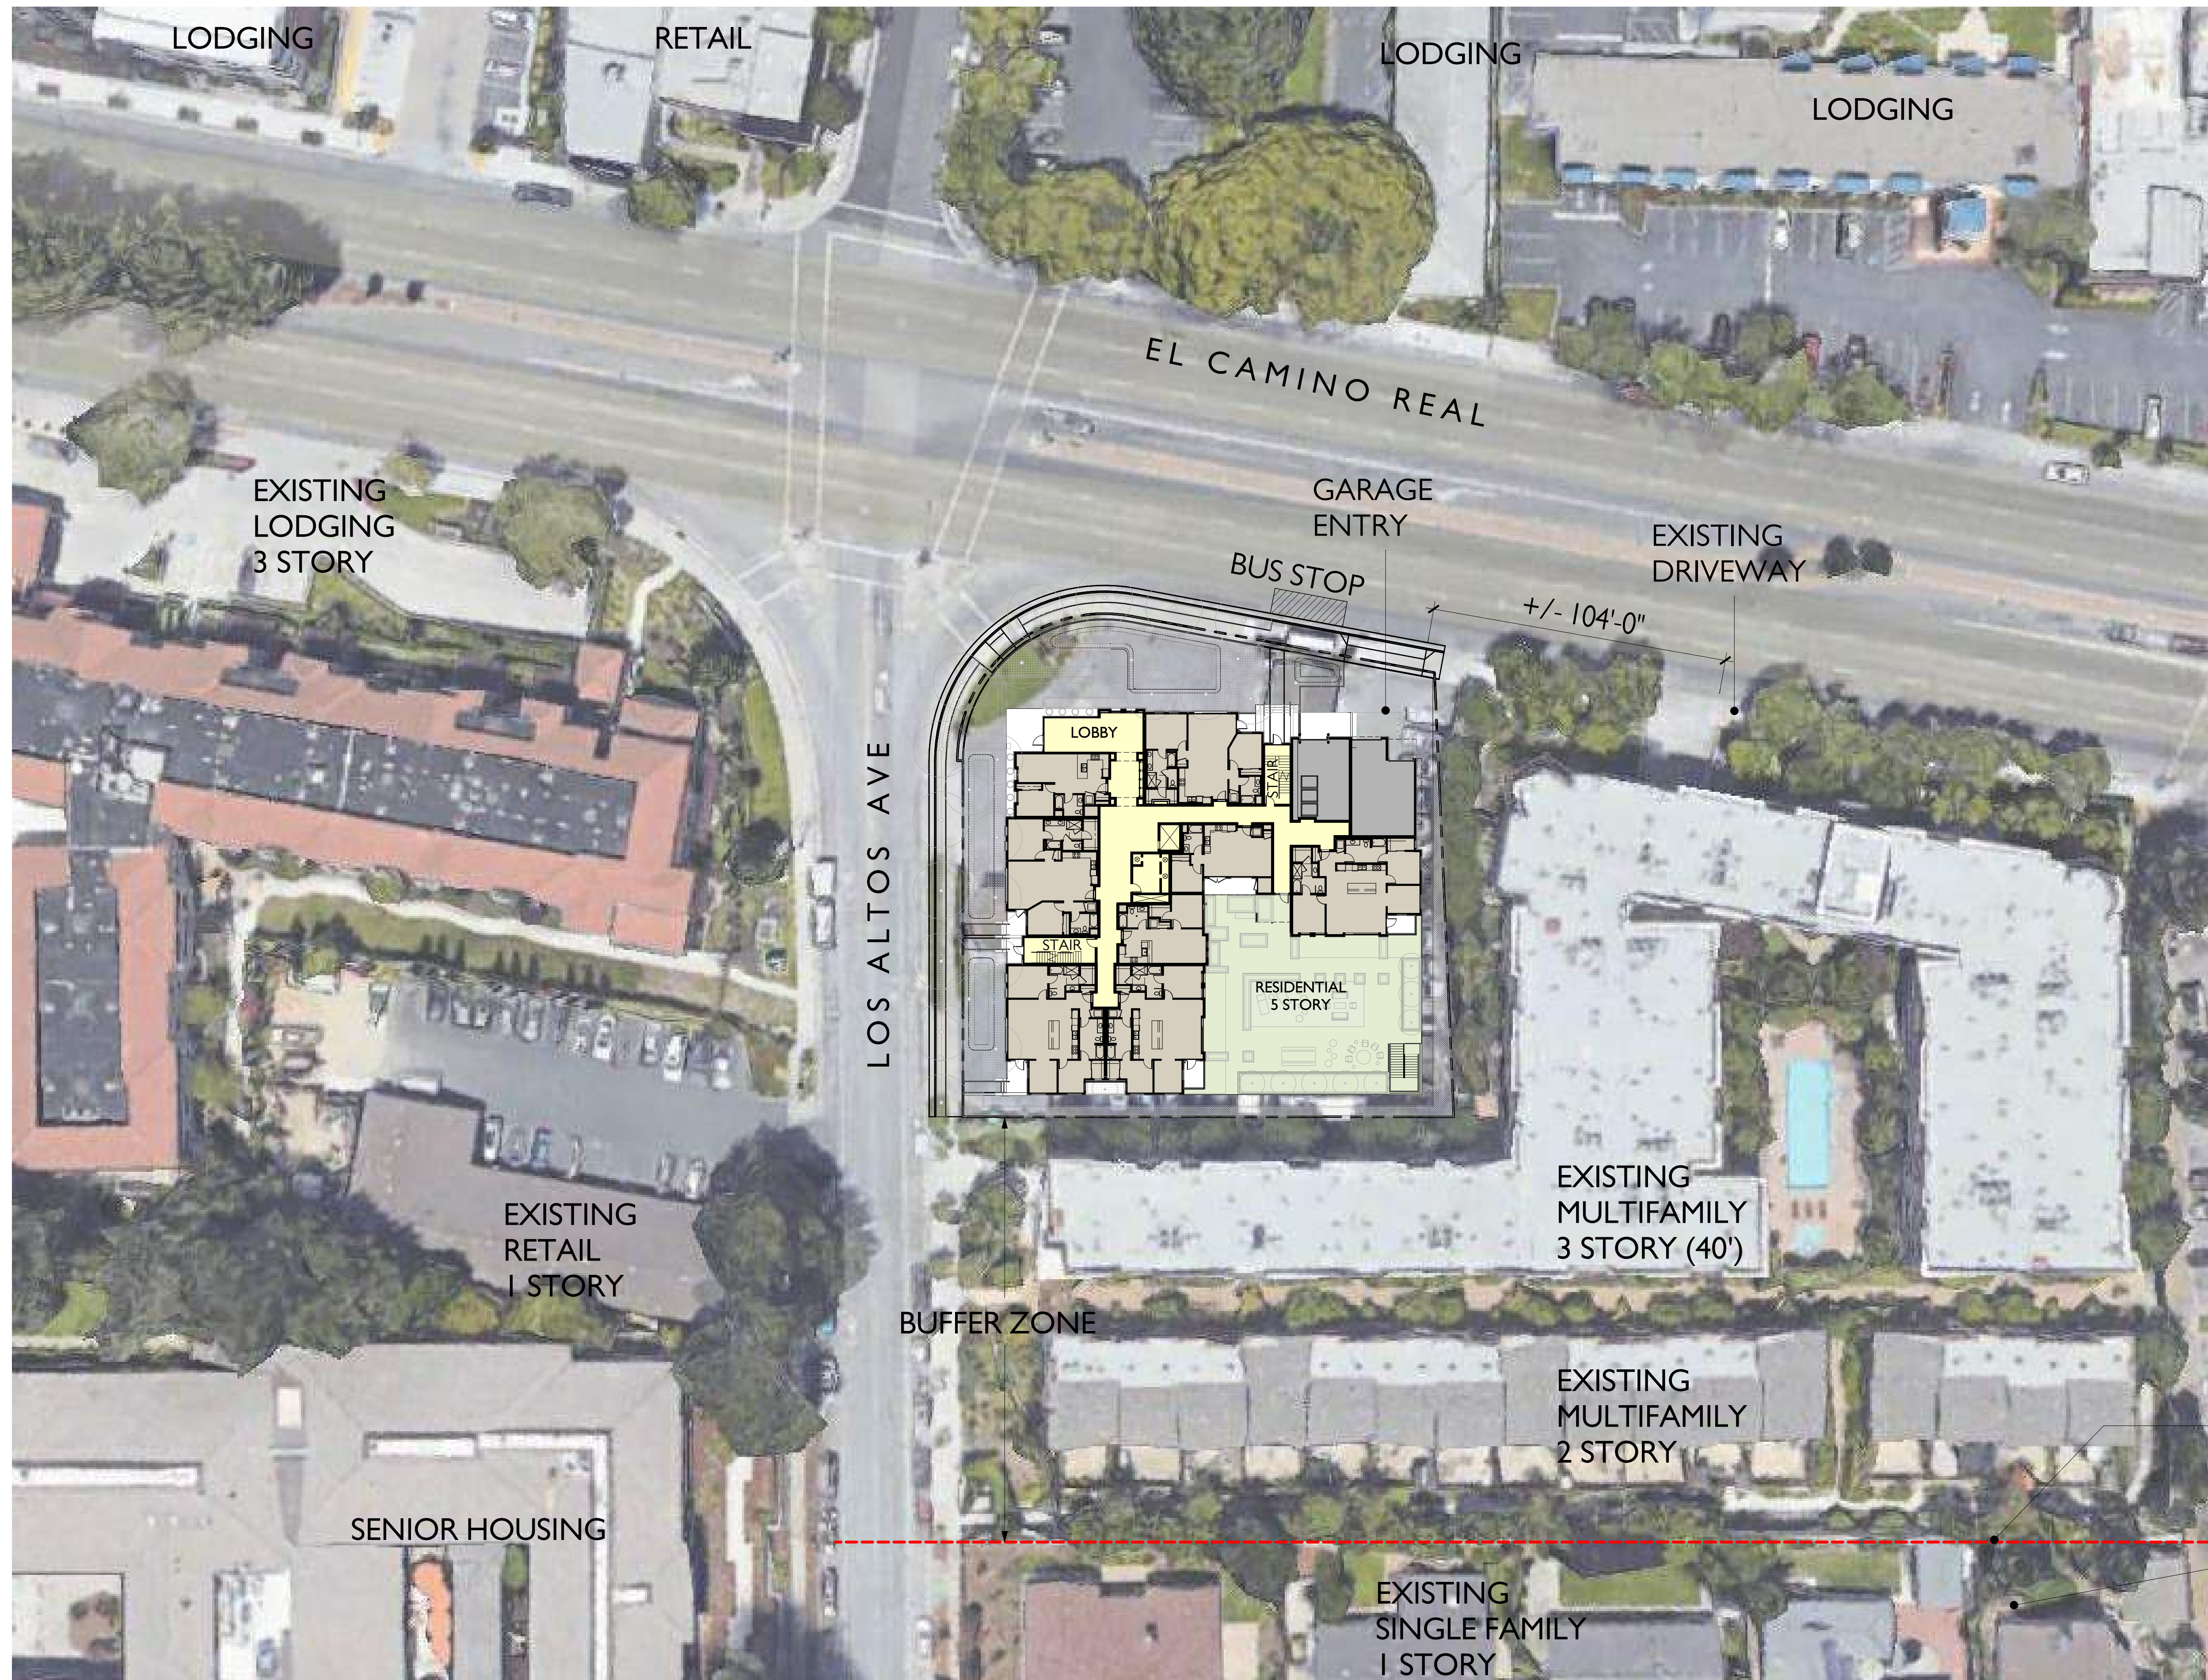 LODGING
RETAIL
LODGING
LODGING
EL CAMINO REAL
EXISTING
LODGING
3 STORY
GARAGE
ENTRY
EXISTING
DRIVEWAY
BUS STOP
+/- 104'-0"
LOBBY
STAIR
LOS ALTOS AVE
STAIR
RESIDENTIAL
5 STORY
EXISTING
MULTIFAMILY
3 STORY (40')
EXISTING
RETAIL
1 STORY
BUFFER ZONE
EXISTING
MULTIFAMILY
2 STORY
SENIOR HOUSING
EXISTING
SINGLE FAMILY
1 STORY